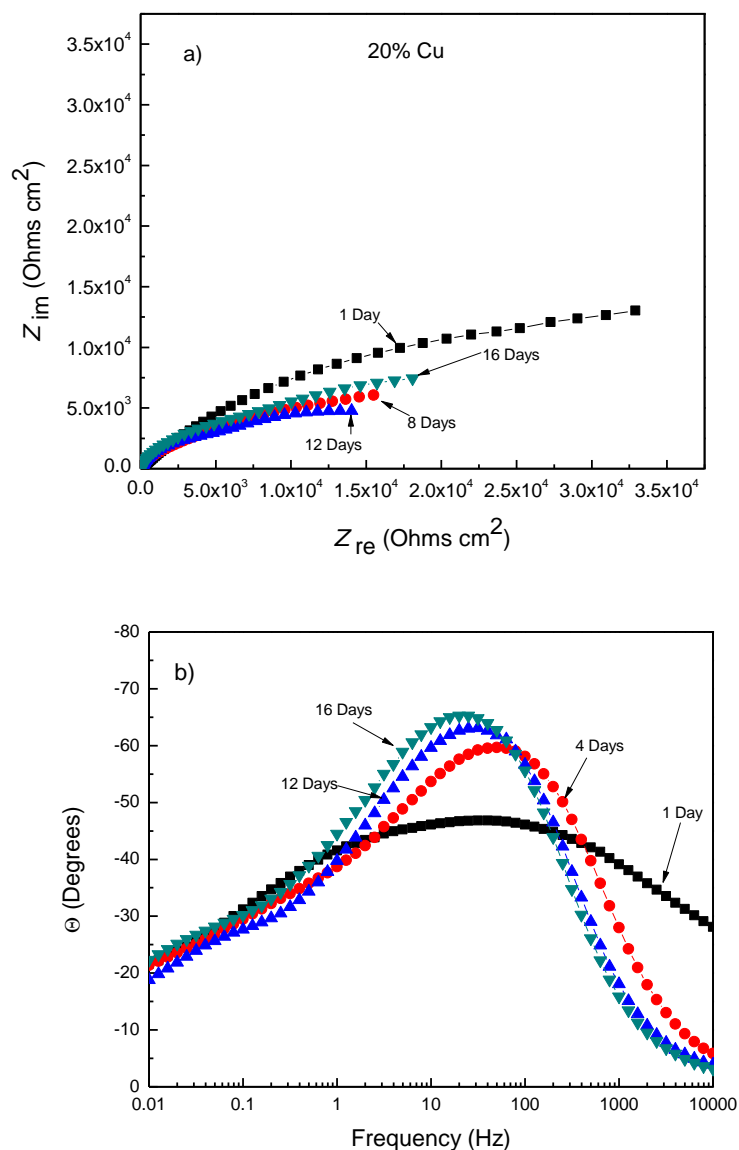 a)
20% Cu
3.5x10⁴
3.0x10⁴
2.5x10⁴
2.0x10⁴
1.5x10⁴
1.0x10⁴
5.0x10³
0.0
Z im (Ohms cm²)
1 Day
16 Days
8 Days
12 Days
0.0 5.0x10³ 1.0x10⁴ 1.5x10⁴ 2.0x10⁴ 2.5x10⁴ 3.0x10⁴ 3.5x10⁴
Z re (Ohms cm²)
b)
-80
-70
-60
-50
-40
-30
-20
-10
0
Θ (Degrees)
16 Days
12 Days
4 Days
1 Day
0.01 0.1 1 10 100 1000 10000
Frequency (Hz)